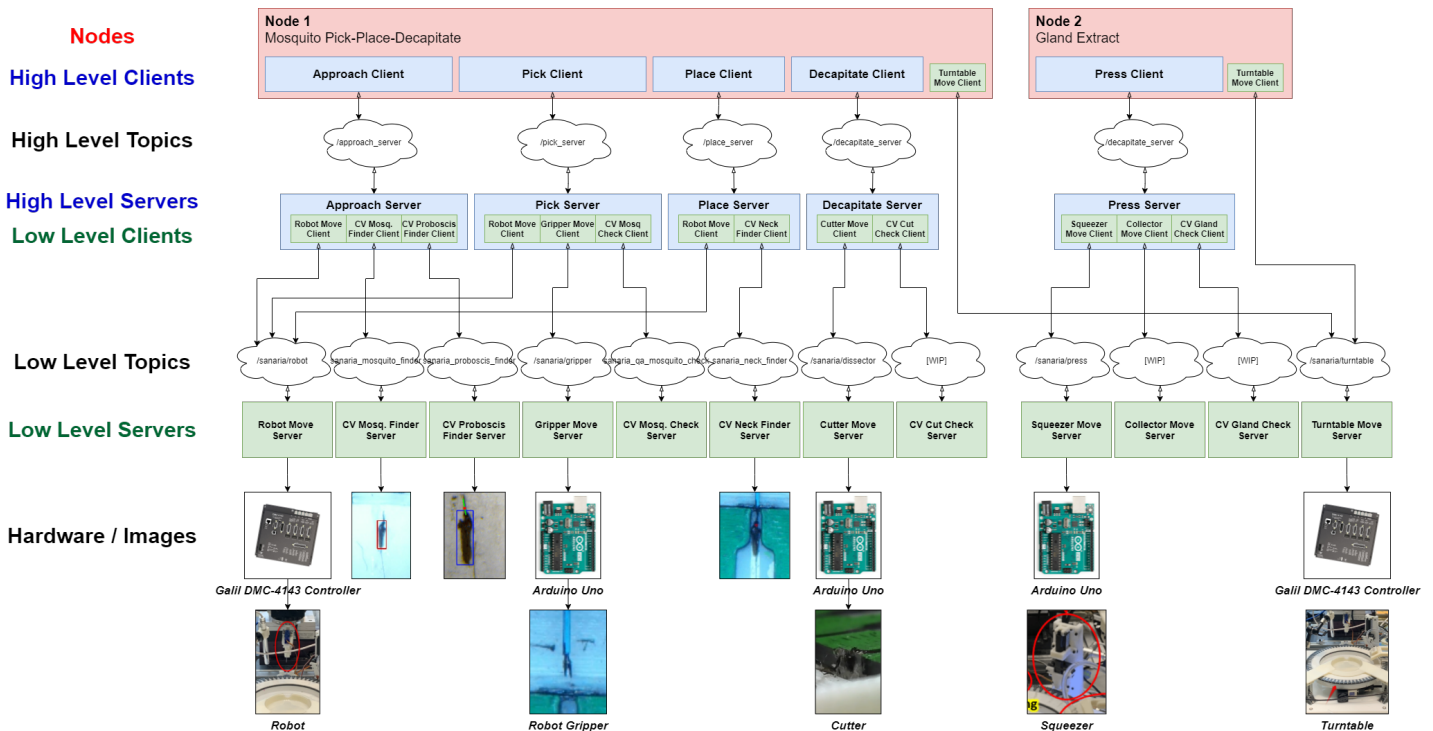 Node 1
Mosquito Pick-Place-Decapitate
Node 2
Gland Extract
Nodes
High Level Clients
Approach Client
Pick Client
Place Client
Decapitate Client
Turntable
Move Client
Press Client
Turntable
Move Client
High Level Topics
/approach_server
/pick_server
/place_server
/decapitate_server
/decapitate_server
High Level Servers
Approach Server
Pick Server
Place Server
Decapitate Server
Press Server
Low Level Clients
Robot Move
Client
CV Mosq.
Finder Client
CV Proboscis
Finder Client
Robot Move
Client
Gripper Move
Client
CV Mosq
Check Client
Robot Move
Client
CV Neck
Finder Client
Cutter Move
Client
CV Cut
Check Client
Squeezer
Move Client
Collector
Move Client
CV Gland
Check Client
Low Level Topics
/sanaria/robot
sanaria_mosquito_finder
sanaria_proboscis_finder
/sanaria/gripper
sanaria_qa_mosquito_check
sanaria_neck_finder
/sanaria/dissector
[WIP]
/sanaria/press
[WIP]
[WIP]
/sanaria/turntable
Low Level Servers
Robot Move
Server
CV Mosq. Finder
Server
CV Proboscis
Finder Server
Gripper Move
Server
CV Mosq. Check
Server
CV Neck Finder
Server
Cutter Move
Server
CV Cut Check
Server
Squeezer Move
Server
Collector Move
Server
CV Gland Check
Server
Turntable Move
Server
Hardware / Images
Galil DMC-4143 Controller
Arduino Uno
Arduino Uno
Arduino Uno
Galil DMC-4143 Controller
Robot
Robot Gripper
Cutter
Squeezer
Turntable